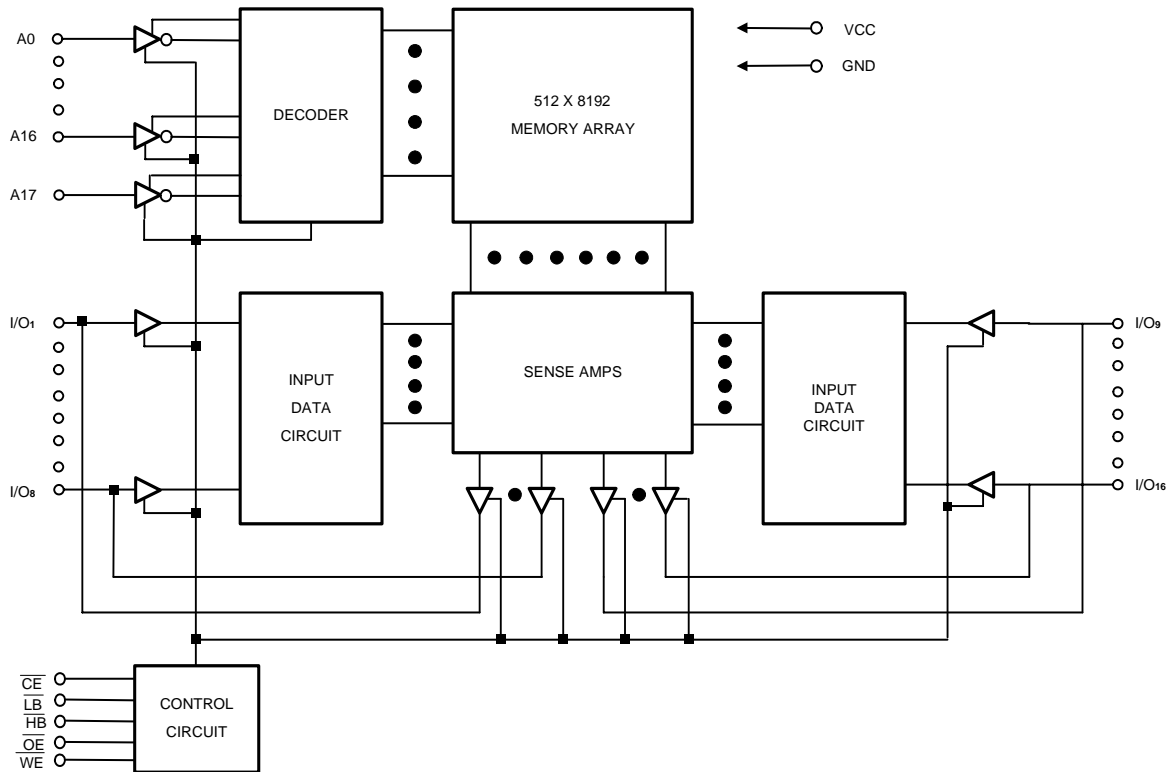 A0
VCC
GND
DECODER
512 X 8192
MEMORY ARRAY
A16
A17
I/O1
I/O9
INPUT
DATA
CIRCUIT
SENSE AMPS
INPUT
DATA
CIRCUIT
I/O8
I/O16
CE
LB
HB
OE
WE
CONTROL
CIRCUIT